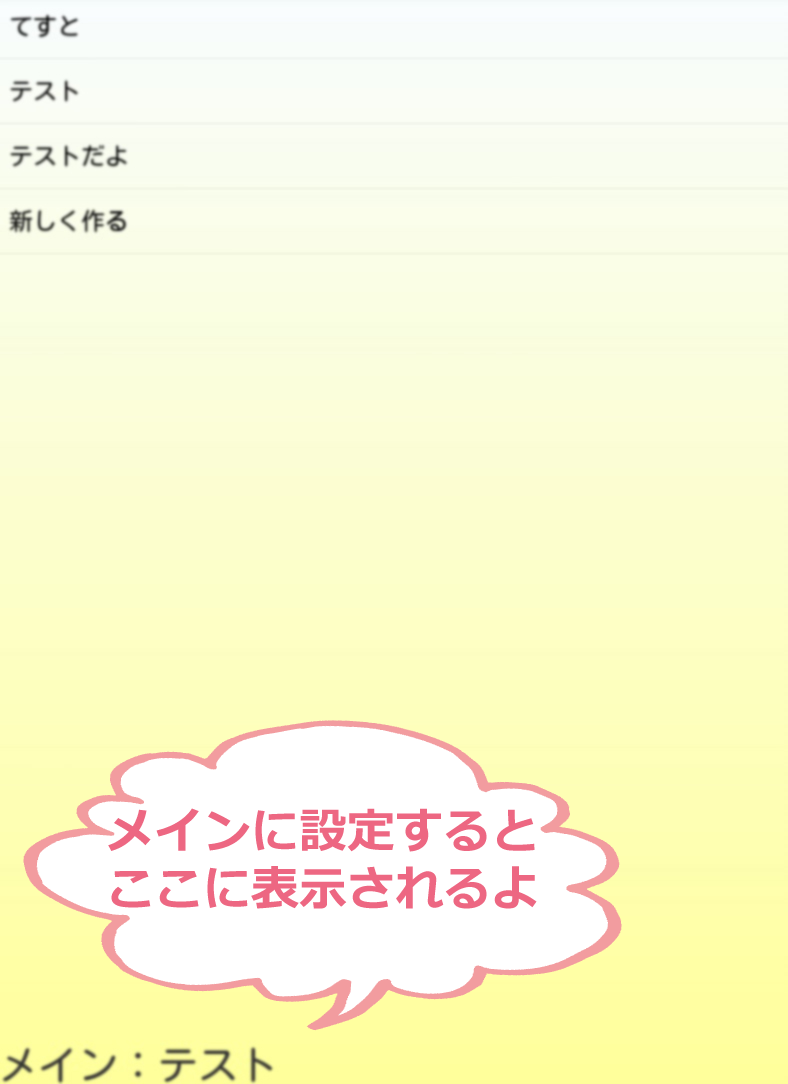 てすと
テスト
テストだよ
新しく作る
メインに設定すると
ここに表示されるよ
メイン：テスト